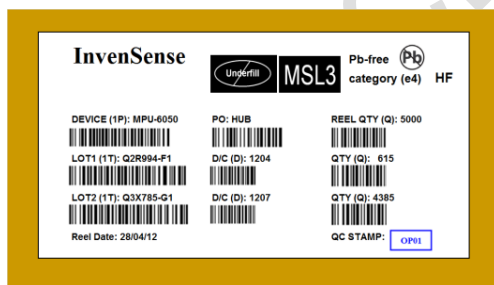 InvenSense
Underfill
MSL3
Pb-free
category (e4)
Pb
HF
DEVICE (1P): MPU-6050 PO: HUB REEL QTY (Q): 5000
LOT1 (1T): Q2R994-F1 D/C (D): 1204 QTY (Q): 615
LOT2 (1T): Q3X785-G1 D/C (D): 1207 QTY (Q): 4385
Reel Date: 28/04/12 QC STAMP: OP01